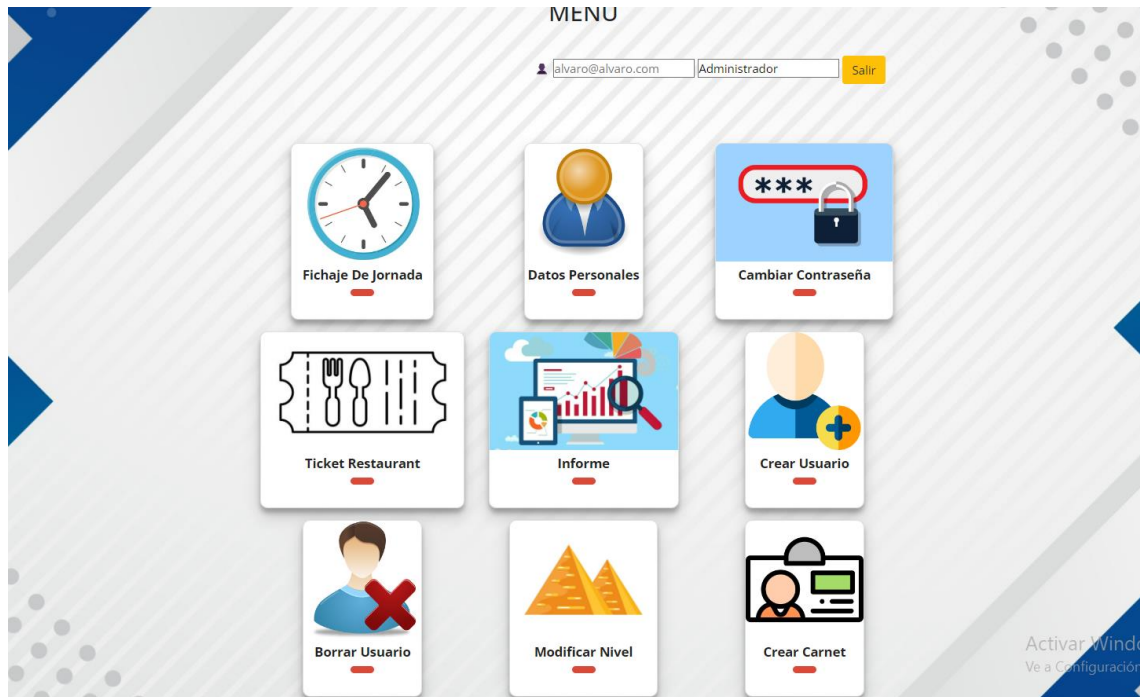 MENU
alvaro@alvaro.com Administrador Salir
***
Fichaje De Jornada Datos Personales Cambiar Contraseña
Ticket Restaurant Informe Crear Usuario
Borrar Usuario Modificar Nivel Crear Carnet
Activar Windo
Ve a Configuración